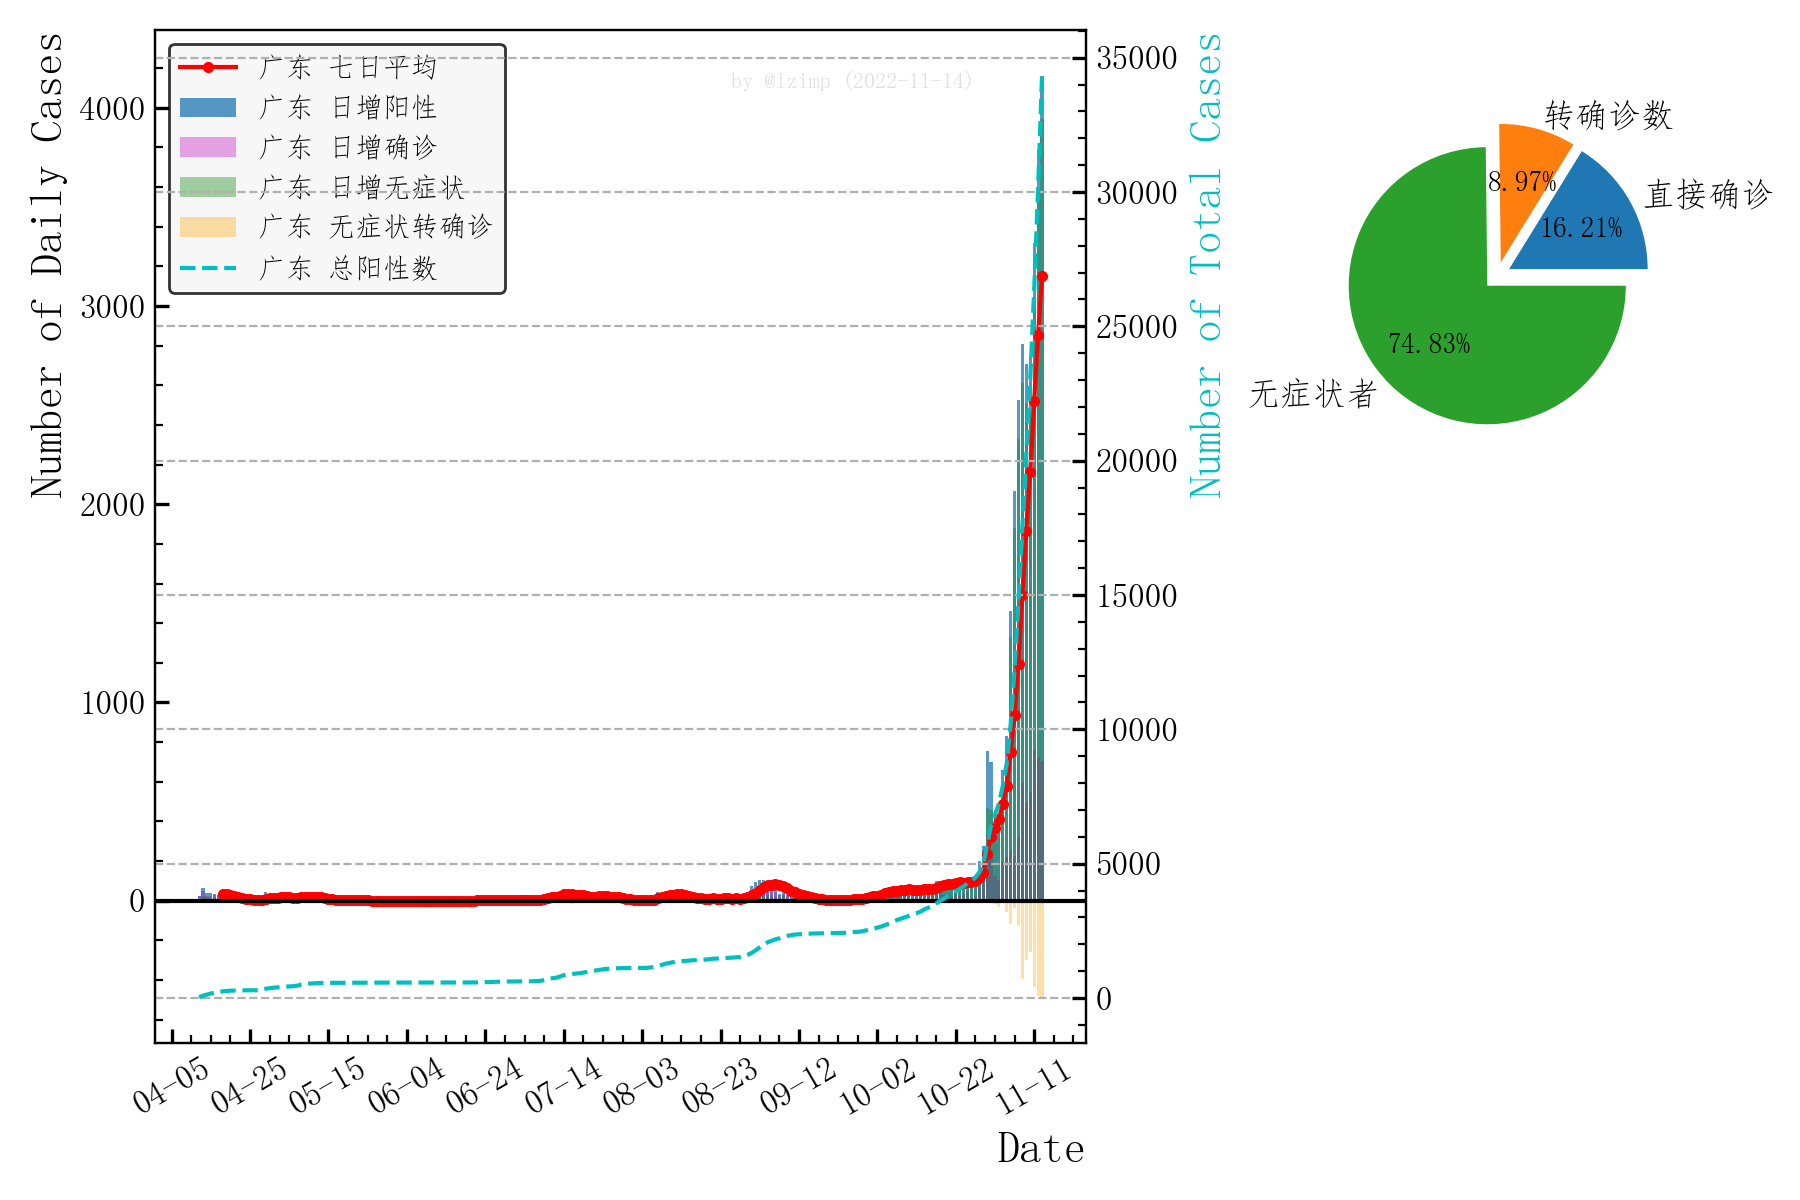 Number of Daily Cases
4000
3000
2000
1000
0
广东 七日平均
广东 日增阳性
广东 日增确诊
广东 日增无症状
广东 无症状转确诊
广东 总阳性数
by @lzimp (2022-11-14)
35000
30000
25000
20000
15000
10000
5000
0
Number of Total Cases
04-05
04-25
05-15
06-04
06-24
07-14
08-03
08-23
09-12
10-02
10-22
11-11
Date
转确诊数
8.97%
直接确诊
16.21%
74.83%
无症状者